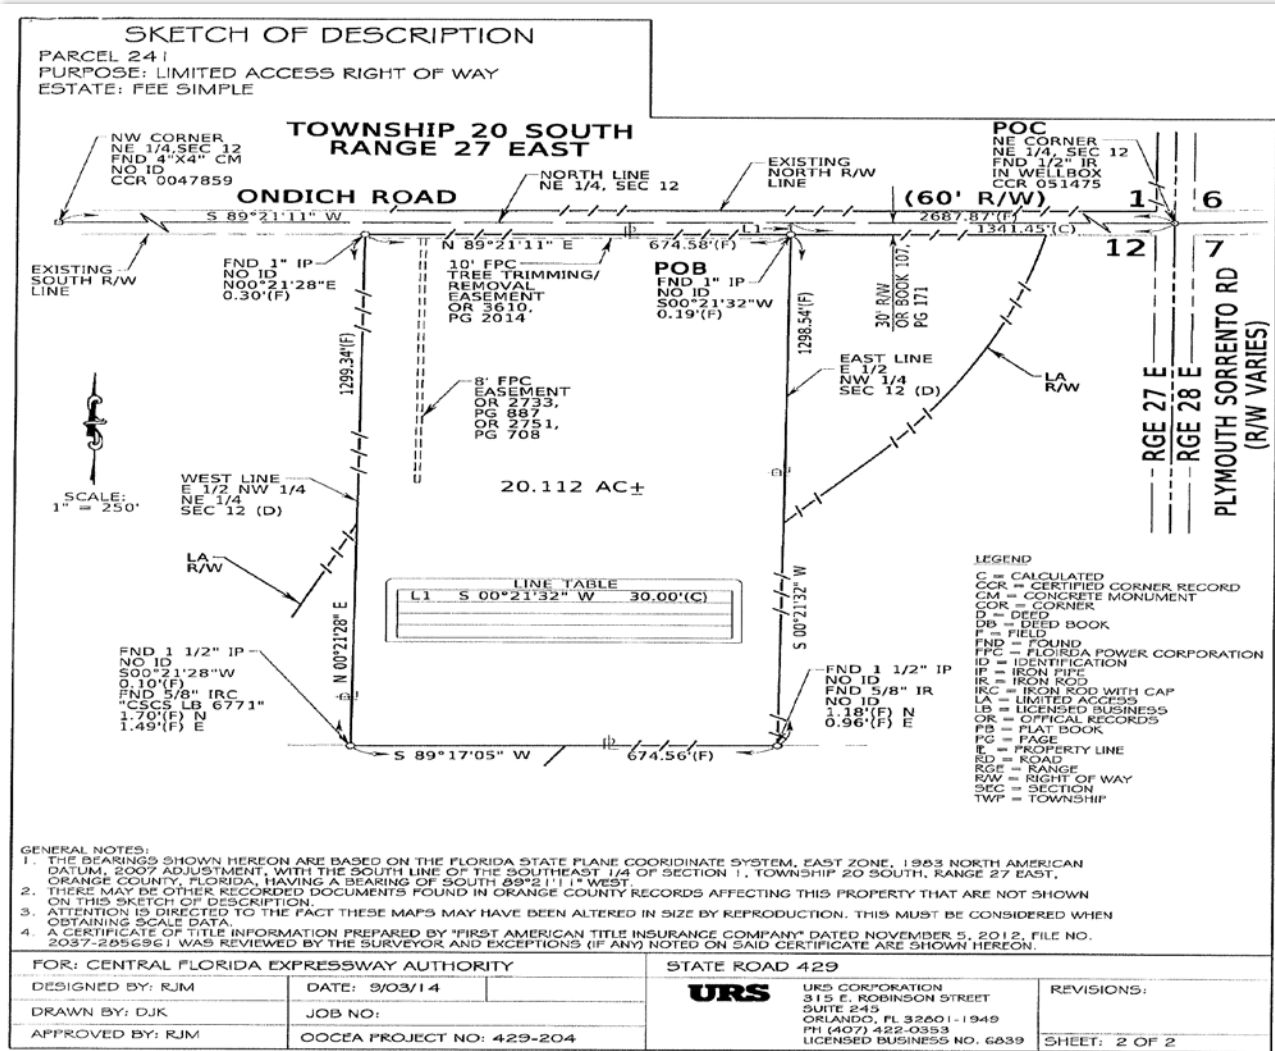 SKETCH OF DESCRIPTION
PARCEL 241
PURPOSE: LIMITED ACCESS RIGHT OF WAY
ESTATE: FEE SIMPLE
NW CORNER
NE 1/4, SEC 12
FND 4"X4" CM
NO ID
CCR 0047859
TOWNSHIP 20 SOUTH
RANGE 27 EAST
POC
NE CORNER
NE 1/4, SEC 12
FND 1/2" IR
IN WELLBOX
CCR 051475
ONDICH ROAD
NORTH LINE
NE 1/4, SEC 12
EXISTING
NORTH R/W
LINE
(60' R/W)
1
6
12
7
S 89°21'11" W
2687.87'(F)
1341.45'(C)
L1
N 89°21'11" E
674.58'(F)
EXISTING
SOUTH R/W
LINE
FND 1" IP
NO ID
N00°21'28"E
0.30'(F)
10' FPC
TREE TRIMMING/
REMOVAL
EASEMENT
OR 3610,
PG 2014
POB
FND 1" IP
NO ID
S00°21'32"W
0.19'(F)
30' R/W
OR BOOK 107,
PG 171
1299.34'(F)
1298.54'(F)
8' FPC
EASEMENT
OR 2733,
PG 887
OR 2751,
PG 708
EAST LINE
E 1/2
NW 1/4
SEC 12 (D)
LA
R/W
RGE 27 E
RGE 28 E
PLYMOUTH SORRENTO RD
(R/W VARIES)
SCALE:
1" = 250'
WEST LINE
E 1/2 NW 1/4
NE 1/4
SEC 12 (D)
20.112 AC±
LA
R/W
LINE TABLE
L1 S 00°21'32" W 30.00'(C)
N 00°21'28" E
S 00°21'32" W
FND 1 1/2" IP
NO ID
S00°21'28"W
0.10'(F)
FND 5/8" IRC
"CSCS LB 6771"
1.70'(F) N
1.49'(F) E
FND 1 1/2" IP
NO ID
FND 5/8" IR
NO ID
1.18'(F) N
0.96'(F) E
S 89°17'05" W
674.56'(F)
LEGEND
C = CALCULATED
CCR = CERTIFIED CORNER RECORD
CM = CONCRETE MONUMENT
COR = CORNER
D = DEED
DB = DEED BOOK
F = FIELD
FND = FOUND
FPC = FLOIRDA POWER CORPORATION
ID = IDENTIFICATION
IP = IRON PIPE
IR = IRON ROD
IRC = IRON ROD WITH CAP
LA = LIMITED ACCESS
LB = LICENSED BUSINESS
OR = OFFICAL RECORDS
PB = PLAT BOOK
PG = PAGE
PL = PROPERTY LINE
RD = ROAD
RGE = RANGE
R/W = RIGHT OF WAY
SEC = SECTION
TWP = TOWNSHIP
GENERAL NOTES:
1. THE BEARINGS SHOWN HEREON ARE BASED ON THE FLORIDA STATE PLANE COORIDINATE SYSTEM, EAST ZONE, 1983 NORTH AMERICAN
DATUM, 2007 ADJUSTMENT, WITH THE SOUTH LINE OF THE SOUTHEAST 1/4 OF SECTION 1, TOWNSHIP 20 SOUTH, RANGE 27 EAST,
ORANGE COUNTY, FLORIDA, HAVING A BEARING OF SOUTH 89°21'11" WEST.
2. THERE MAY BE OTHER RECORDED DOCUMENTS FOUND IN ORANGE COUNTY RECORDS AFFECTING THIS PROPERTY THAT ARE NOT SHOWN
ON THIS SKETCH OF DESCRIPTION.
3. ATTENTION IS DIRECTED TO THE FACT THESE MAPS MAY HAVE BEEN ALTERED IN SIZE BY REPRODUCTION. THIS MUST BE CONSIDERED WHEN
OBTAINING SCALE DATA.
4. A CERTIFICATE OF TITLE INFORMATION PREPARED BY "FIRST AMERICAN TITLE INSURANCE COMPANY" DATED NOVEMBER 5, 2012, FILE NO.
2037-2856961 WAS REVIEWED BY THE SURVEYOR AND EXCEPTIONS (IF ANY) NOTED ON SAID CERTIFICATE ARE SHOWN HEREON.
FOR: CENTRAL FLORIDA EXPRESSWAY AUTHORITY
STATE ROAD 429
DESIGNED BY: RJM
DATE: 9/03/14
DRAWN BY: DJK
JOB NO:
APPROVED BY: RJM
OOCEA PROJECT NO: 429-204
URS
URS CORPORATION
315 E. ROBINSON STREET
SUITE 245
ORLANDO, FL 32801-1949
PH (407) 422-0353
LICENSED BUSINESS NO. 6839
REVISIONS:
SHEET: 2 OF 2